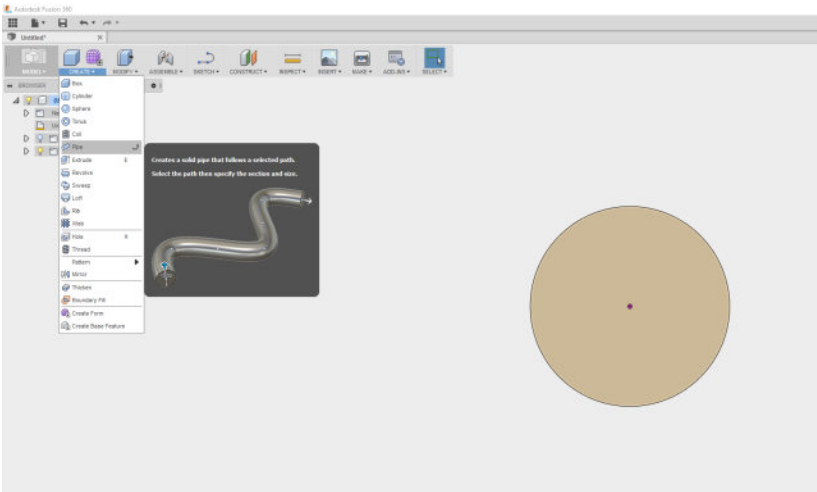 Autodesk Fusion 360
Untitled*
MODEL
CREATE
MODIFY
ASSEMBLE
SKETCH
CONSTRUCT
INSPECT
INSERT
MAKE
ADD-INS
SELECT
BROWSER
Box
Cylinder
Sphere
Torus
Coil
Pipe
Extrude E
Revolve
Sweep
Loft
Rib
Web
Hole H
Thread
Pattern
Mirror
Thicken
Boundary Fill
Create Form
Create Base Feature
Creates a solid pipe that follows a selected path.
Select the path then specify the section and size.